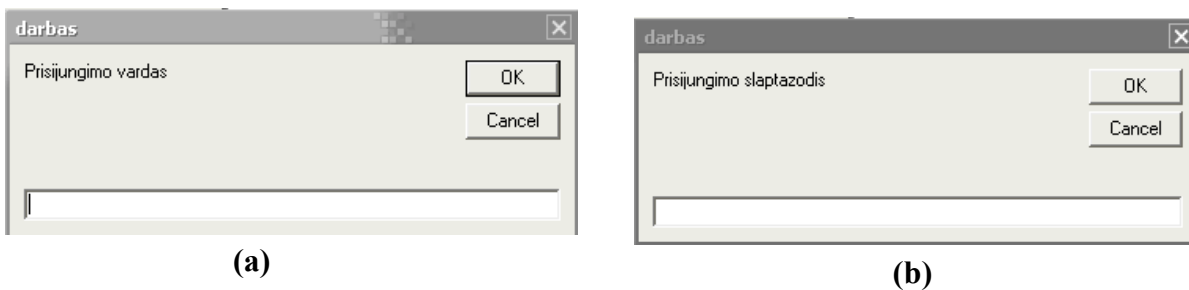 darbas
Prisijungimo vardas
OK
Cancel
(a)
darbas
Prisijungimo slaptazodis
OK
Cancel
(b)